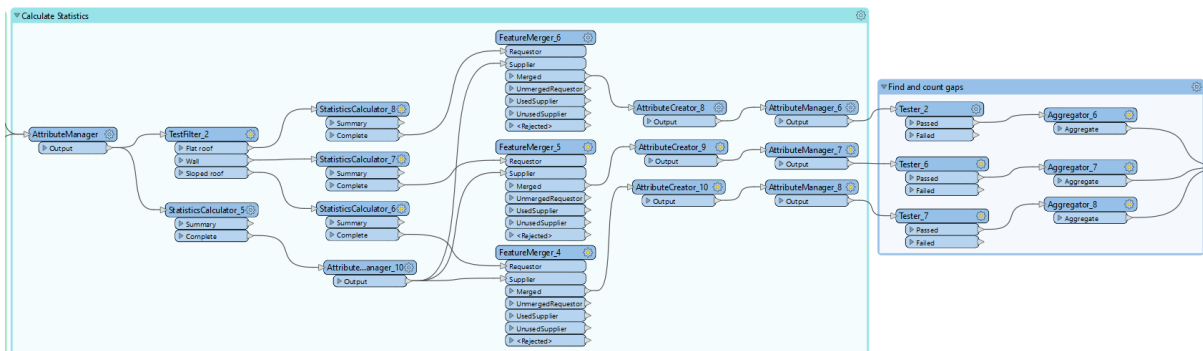 Calculate Statistics
AttributeManager
Output
TestFilter_2
Flat roof
Wall
Sloped roof
StatisticsCalculator_5
Summary
Complete
StatisticsCalculator_8
Summary
Complete
StatisticsCalculator_7
Summary
Complete
StatisticsCalculator_6
Summary
Complete
Attribute...anager_10
Output
FeatureMerger_6
Requestor
Supplier
Merged
UnmergedRequestor
UsedSupplier
UnusedSupplier
<Rejected>
FeatureMerger_5
Requestor
Supplier
Merged
UnmergedRequestor
UsedSupplier
UnusedSupplier
<Rejected>
FeatureMerger_4
Requestor
Supplier
Merged
UnmergedRequestor
UsedSupplier
UnusedSupplier
<Rejected>
AttributeCreator_8
Output
AttributeCreator_9
Output
AttributeCreator_10
Output
AttributeManager_6
Output
AttributeManager_7
Output
AttributeManager_8
Output
Find and count gaps
Tester_2
Passed
Failed
Tester_6
Passed
Failed
Tester_7
Passed
Failed
Aggregator_6
Aggregate
Aggregator_7
Aggregate
Aggregator_8
Aggregate